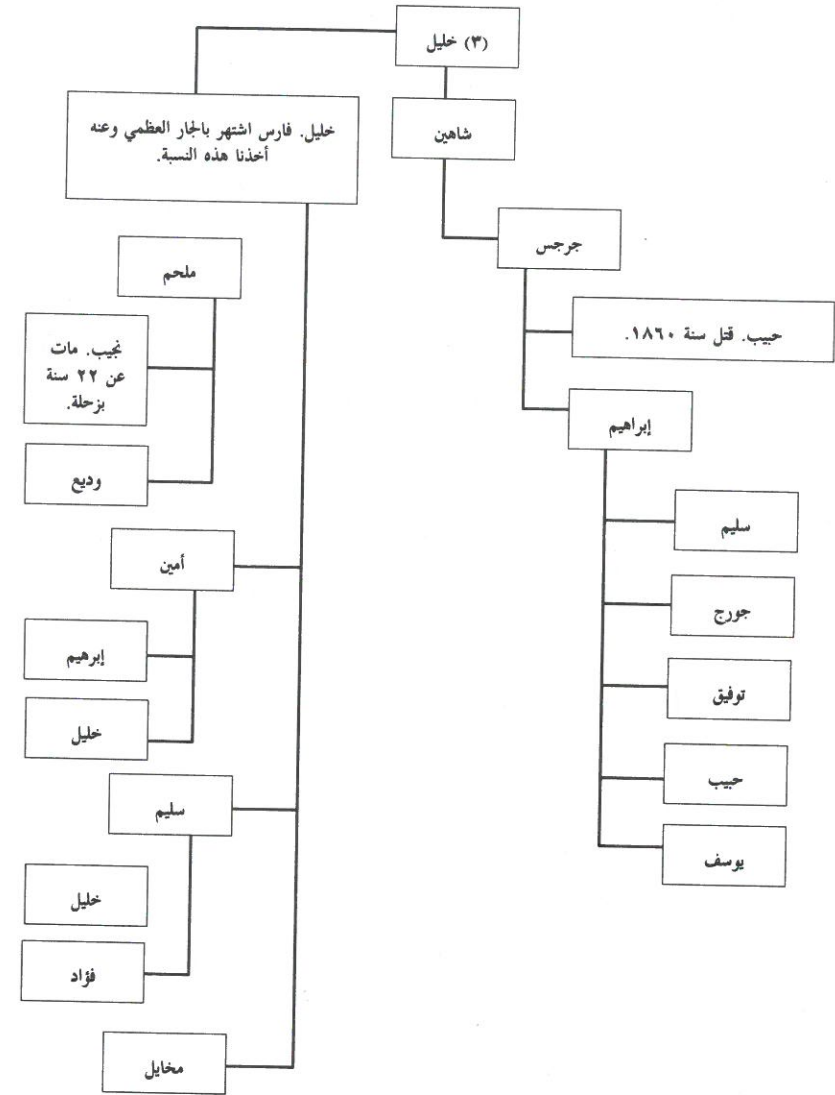 (٣) خليل
شاهين
جرجس
حبيب. قتل سنة ١٨٦٠.
إبراهيم
سليم
جورج
توفيق
حبيب
يوسف
خليل. فارس اشتهر بالجار العظمي وعنه
أخذنا هذه النسبة.
ملحم
نجيب. مات
عن ٢٢ سنة
بزحلة.
وديع
أمين
إبرهيم
خليل
سليم
خليل
فؤاد
مخايل